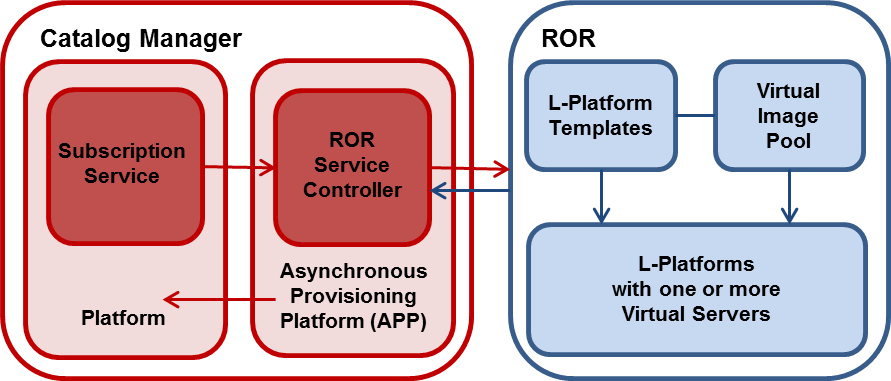 Catalog Manager
Subscription
Service
Platform
ROR
Service
Controller
Asynchronous
Provisioning
Platform (APP)
ROR
L-Platform
Templates
Virtual
Image
Pool
L-Platforms
with one or more
Virtual Servers